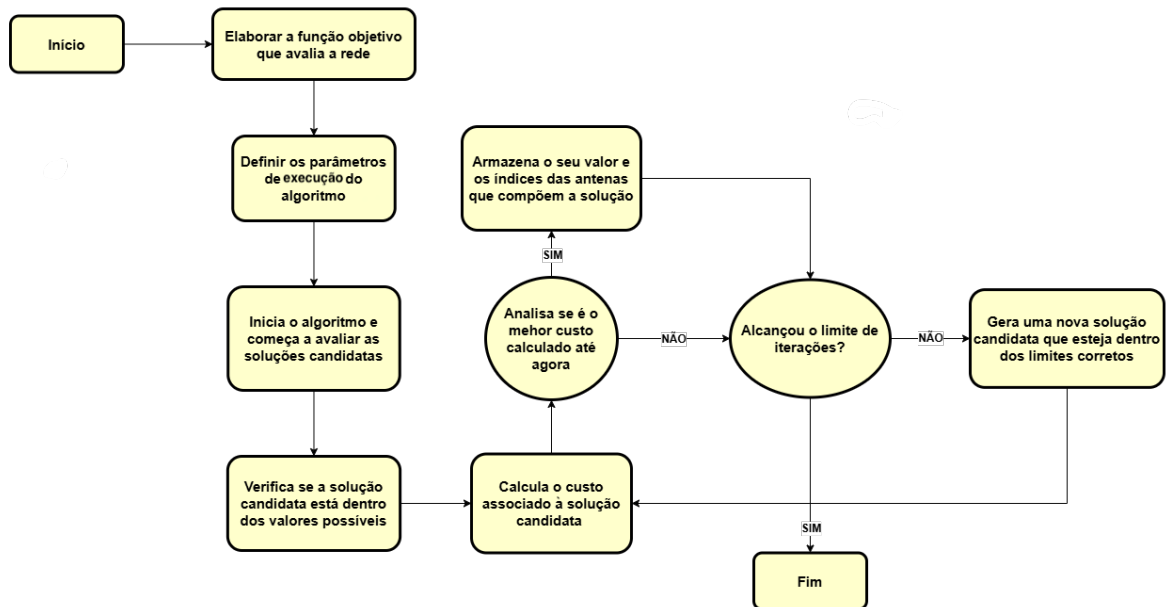 Início
Elaborar a função objetivo
que avalia a rede
Definir os parâmetros
de execução do
algoritmo
Inicia o algoritmo e
começa a avaliar as
soluções candidatas
Verifica se a solução
candidata está dentro
dos valores possíveis
Calcula o custo
associado à solução
candidata
Analisa se é o
mehor custo
calculado até
agora
SIM
Armazena o seu valor e
os índices das antenas
que compõem a solução
NÃO
Alcançou o limite de
iterações?
NÃO
Gera uma nova solução
candidata que esteja dentro
dos limites corretos
SIM
Fim